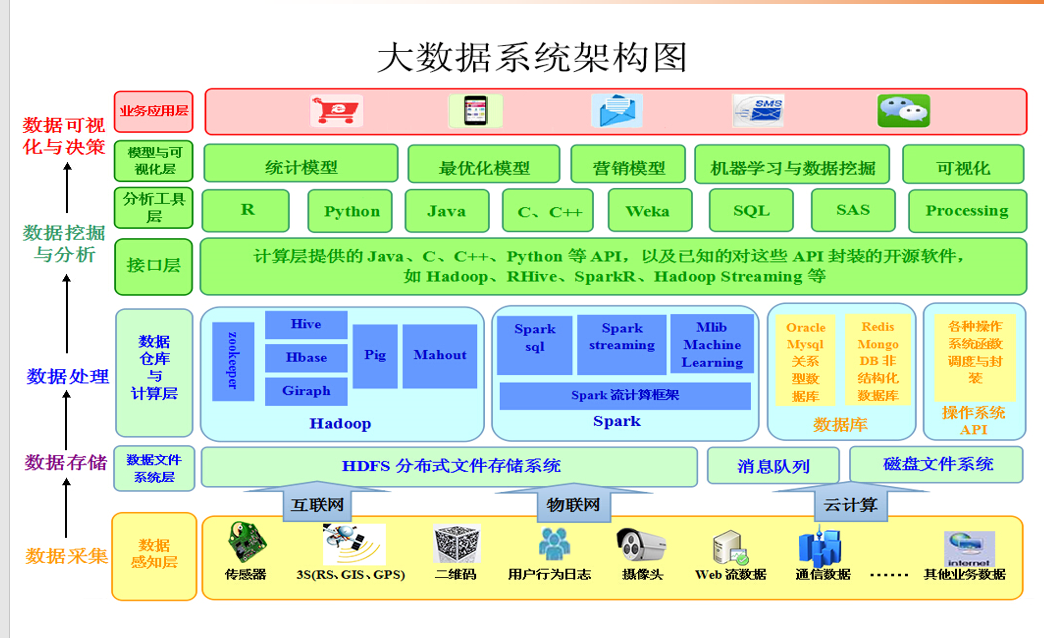 大数据系统架构图
数据可视
化与决策
业务应用层
SMS
模型与可
视化层
统计模型
最优化模型
营销模型
机器学习与数据挖掘
可视化
分析工具
层
R
Python
Java
C、C++
Weka
SQL
SAS
Processing
数据挖掘
与分析
接口层
计算层提供的 Java、C、C++、Python 等 API，以及已知的对这些 API 封装的开源软件，
如 Hadoop、RHive、SparkR、Hadoop Streaming 等
数据处理
数据
仓库
与
计算层
zookeeper
Hive
Hbase
Giraph
Pig
Mahout
Hadoop
Spark
sql
Spark
streaming
Mlib
Machine
Learning
Spark 流计算框架
Spark
Oracle
Mysql
关系
型数
据库
Redis
Mongo
DB 非
结构化
数据库
数据库
各种操作
系统函数
调度与封
装
操作系统
API
数据存储
数据文件
系统层
HDFS 分布式文件存储系统
消息队列
磁盘文件系统
互联网
物联网
云计算
数据采集
数据
感知层
传感器
3S(RS、GIS、GPS)
二维码
用户行为日志
摄像头
Web 流数据
通信数据
……
internet
其他业务数据